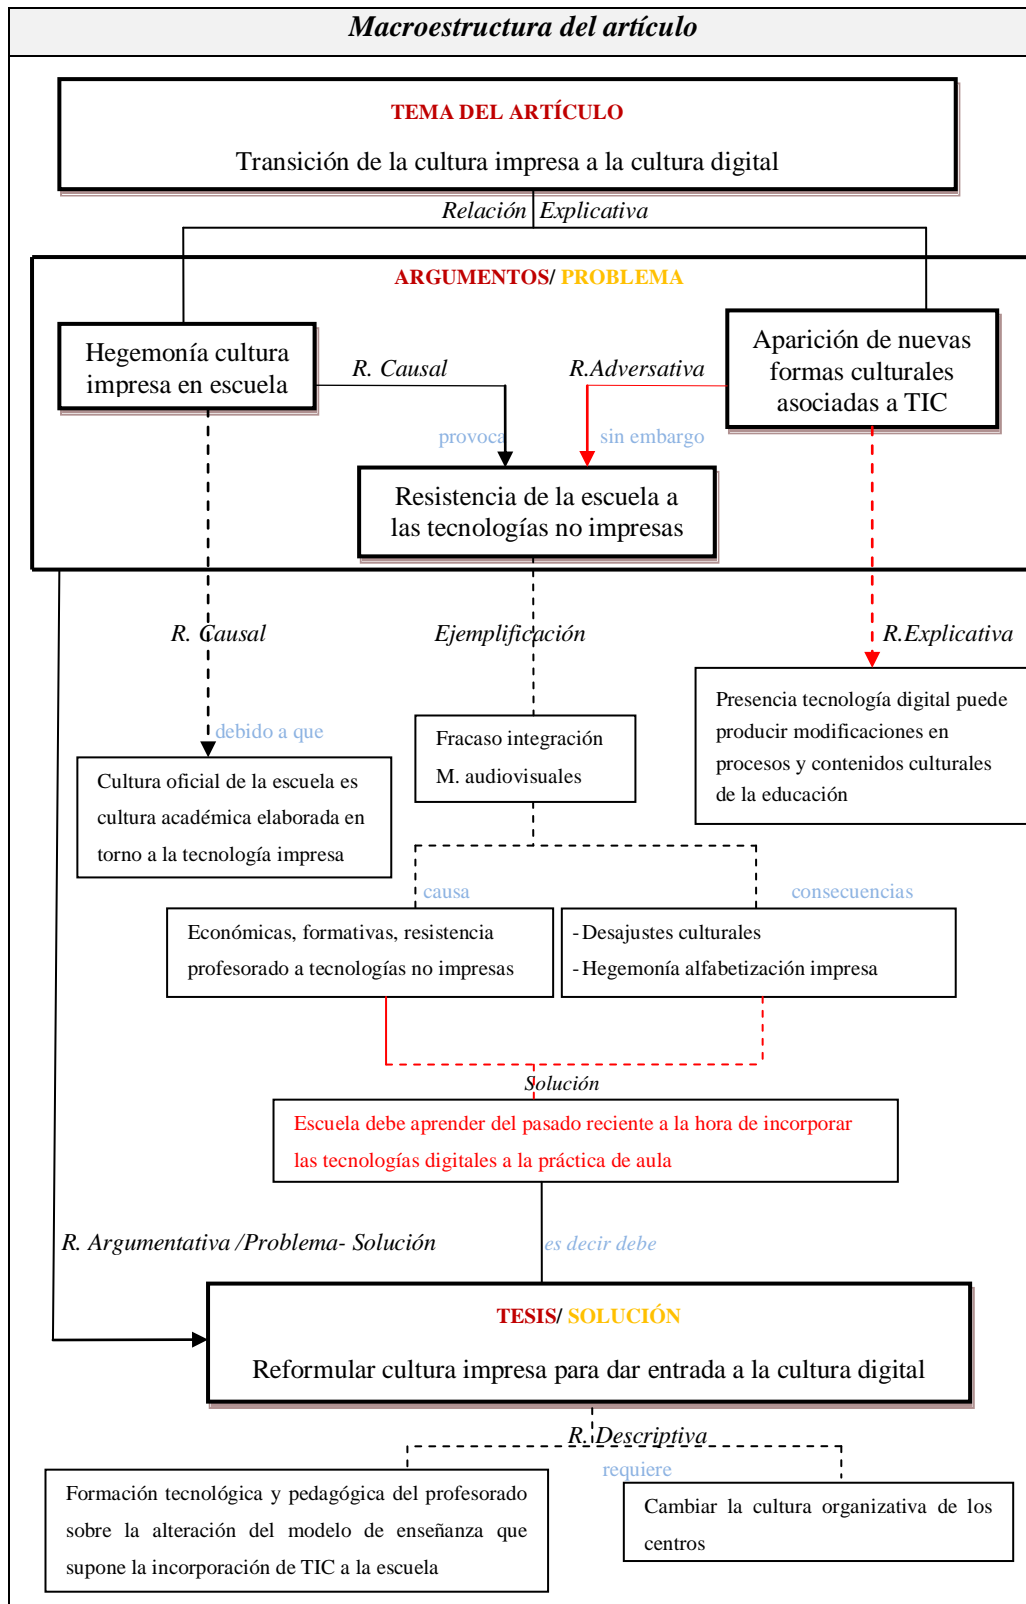 Macroestructura del artículo
TEMA DEL ARTÍCULO
Transición de la cultura impresa a la cultura digital
Relación Explicativa
ARGUMENTOS/ PROBLEMA
Hegemonía cultura
impresa en escuela
R. Causal
R.Adversativa
Aparición de nuevas
formas culturales
asociadas a TIC
provoca
sin embargo
Resistencia de la escuela a
las tecnologías no impresas
R. Causal
Ejemplificación
R.Explicativa
debido a que
Cultura oficial de la escuela es
cultura académica elaborada en
torno a la tecnología impresa
Fracaso integración
M. audiovisuales
Presencia tecnología digital puede
producir modificaciones en
procesos y contenidos culturales
de la educación
causa
consecuencias
Económicas, formativas, resistencia
profesorado a tecnologías no impresas
- Desajustes culturales
- Hegemonía alfabetización impresa
Solución
Escuela debe aprender del pasado reciente a la hora de incorporar
las tecnologías digitales a la práctica de aula
R. Argumentativa /Problema- Solución
es decir debe
TESIS/ SOLUCIÓN
Reformular cultura impresa para dar entrada a la cultura digital
R. Descriptiva
requiere
Formación tecnológica y pedagógica del profesorado
sobre la alteración del modelo de enseñanza que
supone la incorporación de TIC a la escuela
Cambiar la cultura organizativa de los
centros